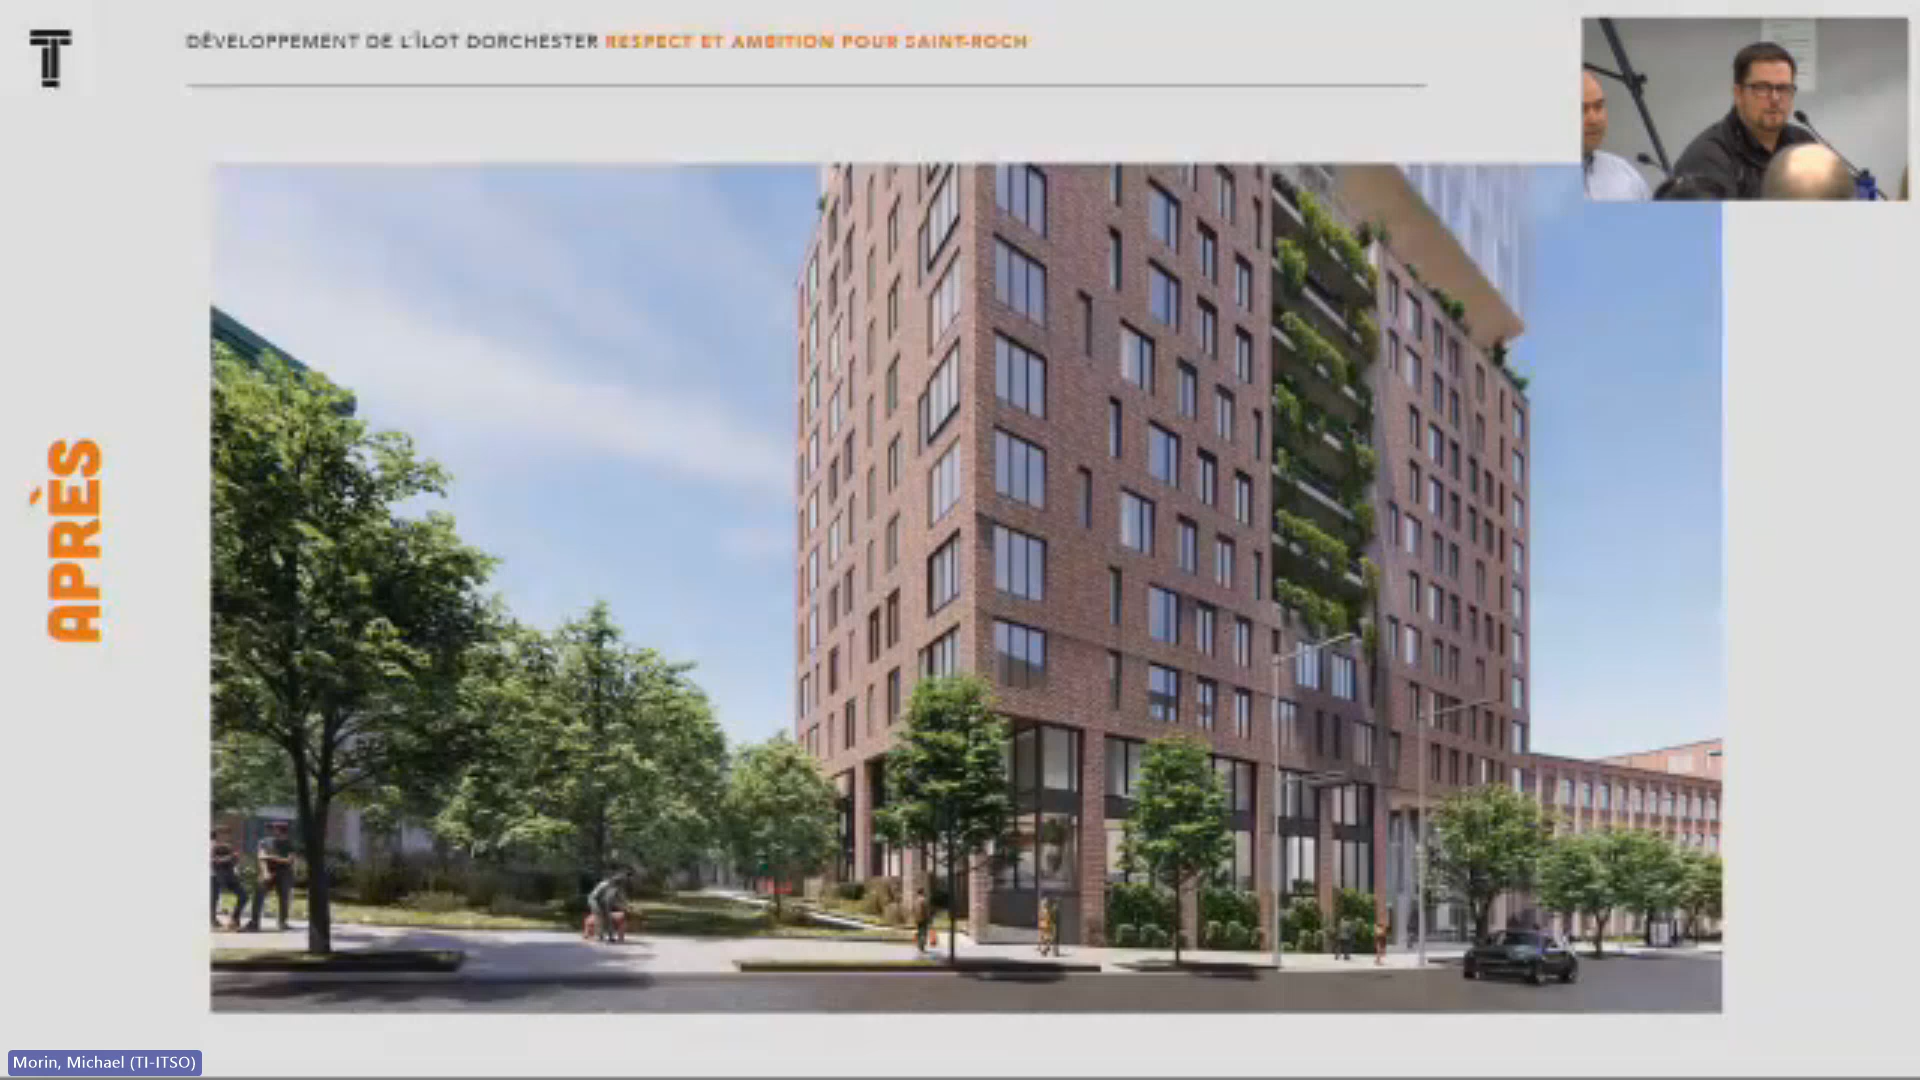 DÉVELOPPEMENT DE L'ÎLOT DORCHESTER RESPECT ET AMBITION POUR SAINT-ROCH
APRÈS
Morin, Michael (TI-ITSO)